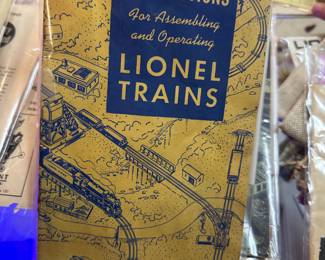 For Assembling
and Operating
LIONEL
TRAINS